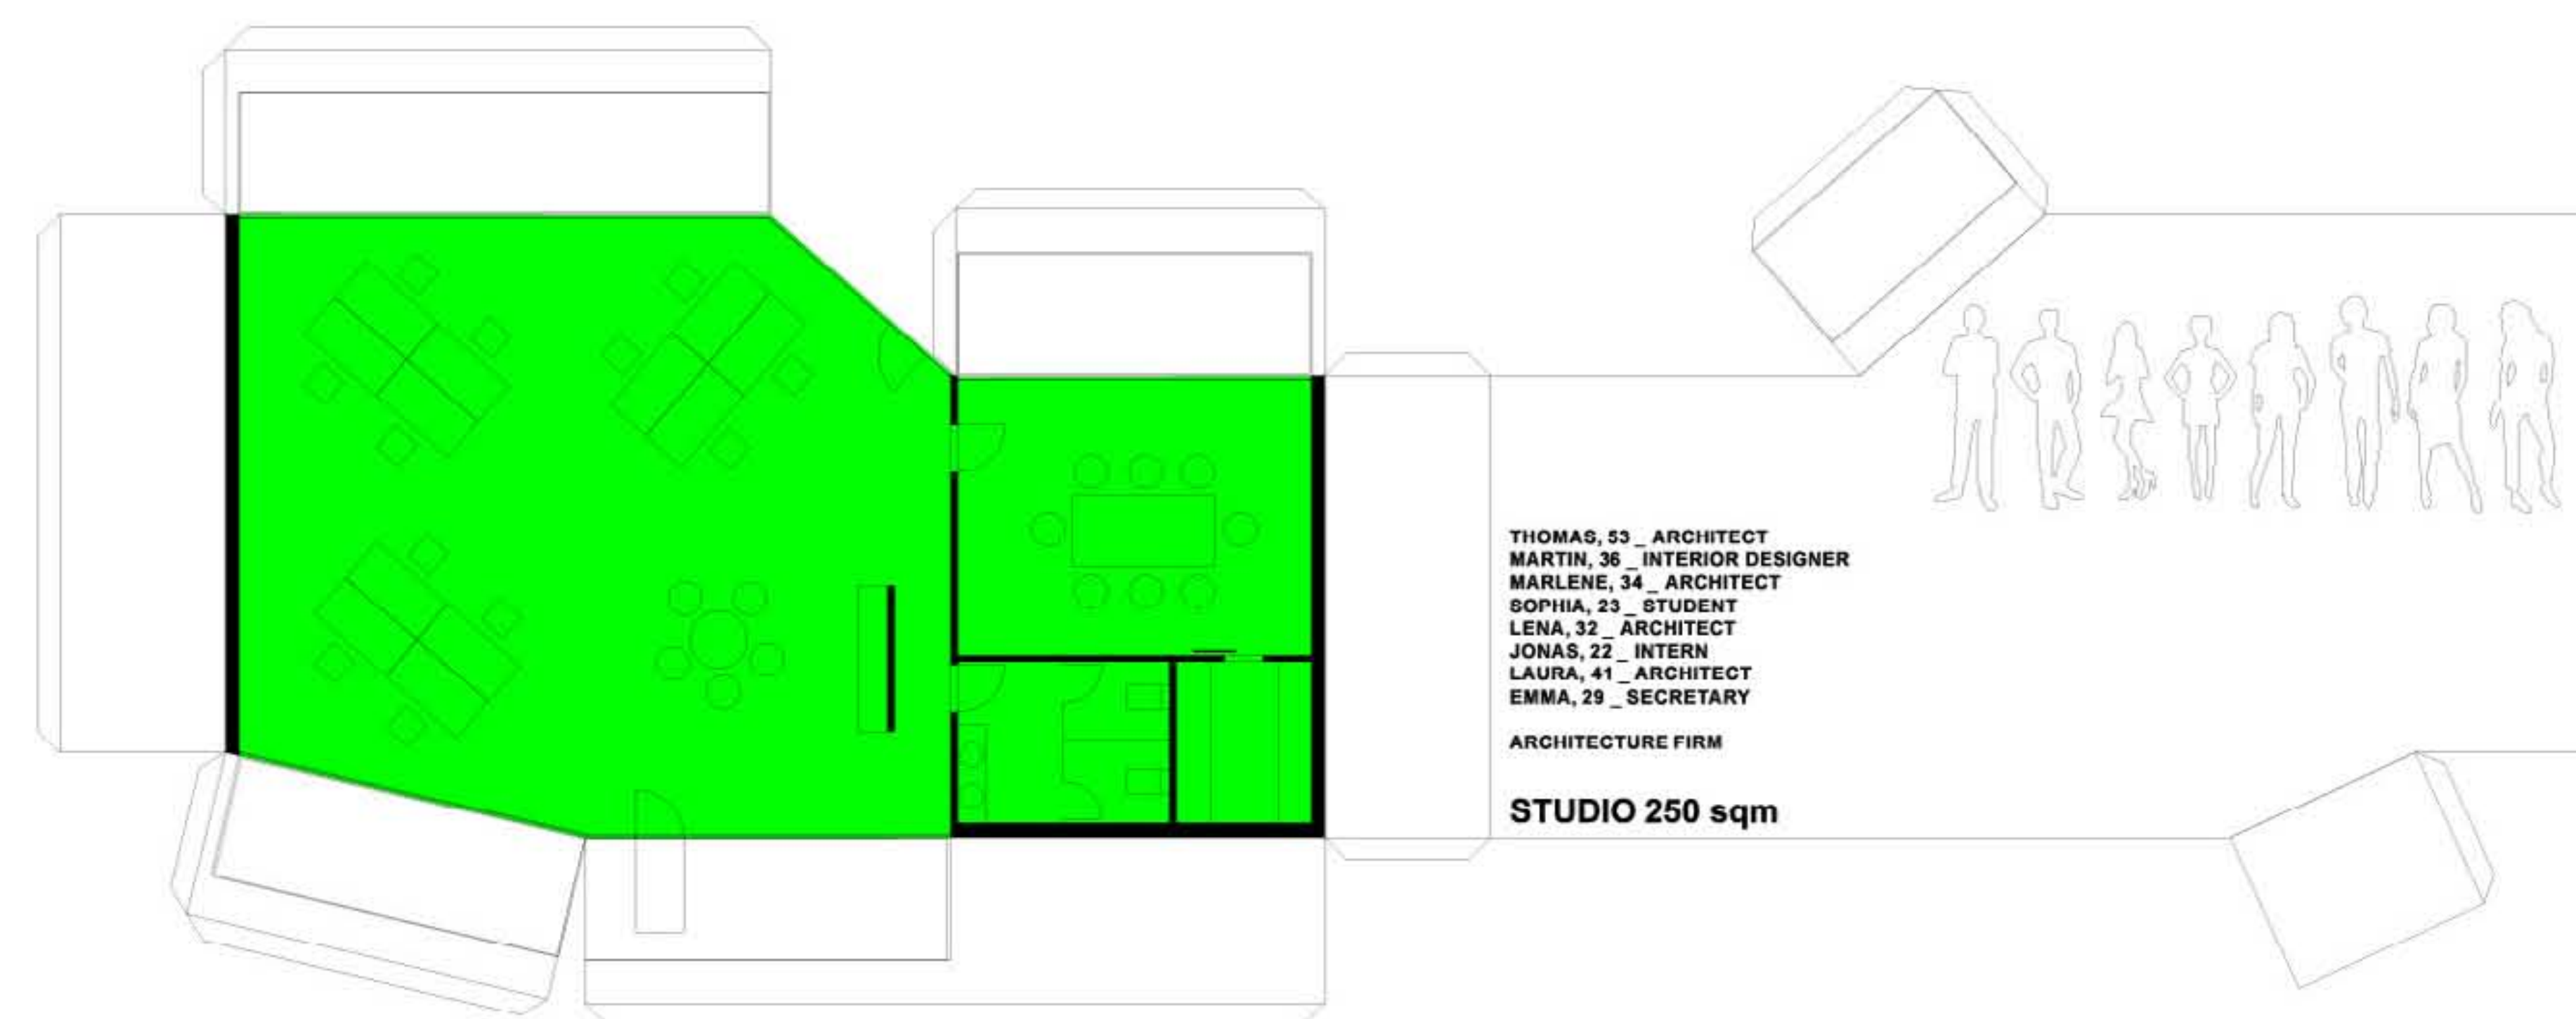 THOMAS, 53 _ ARCHITECT
MARTIN, 36 _ INTERIOR DESIGNER
MARLENE, 34 _ ARCHITECT
SOPHIA, 23 _ STUDENT
LENA, 32 _ ARCHITECT
JONAS, 22 _ INTERN
LAURA, 41 _ ARCHITECT
EMMA, 29 _ SECRETARY
ARCHITECTURE FIRM
STUDIO 250 sqm